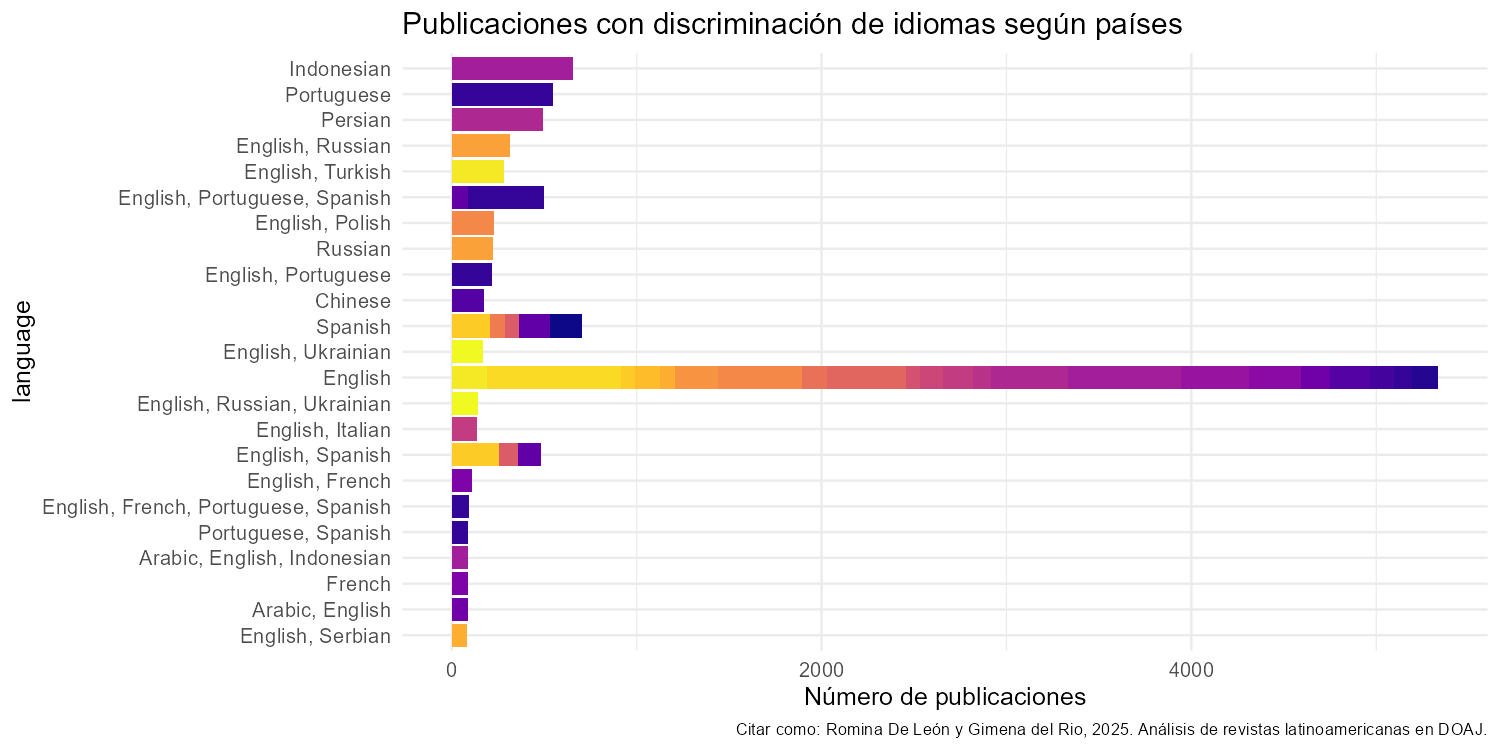 Publicaciones con discriminación de idiomas según países
Indonesian
Portuguese
Persian
English, Russian
English, Turkish
English, Portuguese, Spanish
English, Polish
Russian
English, Portuguese
Chinese
Spanish
English, Ukrainian
English
English, Russian, Ukrainian
English, Italian
English, Spanish
English, French
English, French, Portuguese, Spanish
Portuguese, Spanish
Arabic, English, Indonesian
French
Arabic, English
English, Serbian
language
0 2000 4000
Número de publicaciones
Citar como: Romina De León y Gimena del Rio, 2025. Análisis de revistas latinoamericanas en DOAJ.